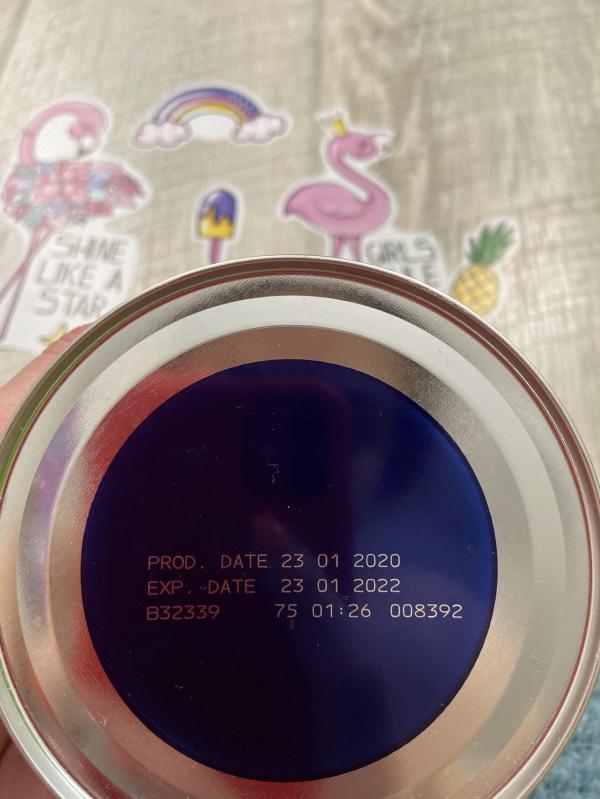 SHINE
LIKE A
STAR
GIRLS
PROD. DATE 23 01 2020
EXP. DATE 23 01 2022
B32339 75 01:26 008392